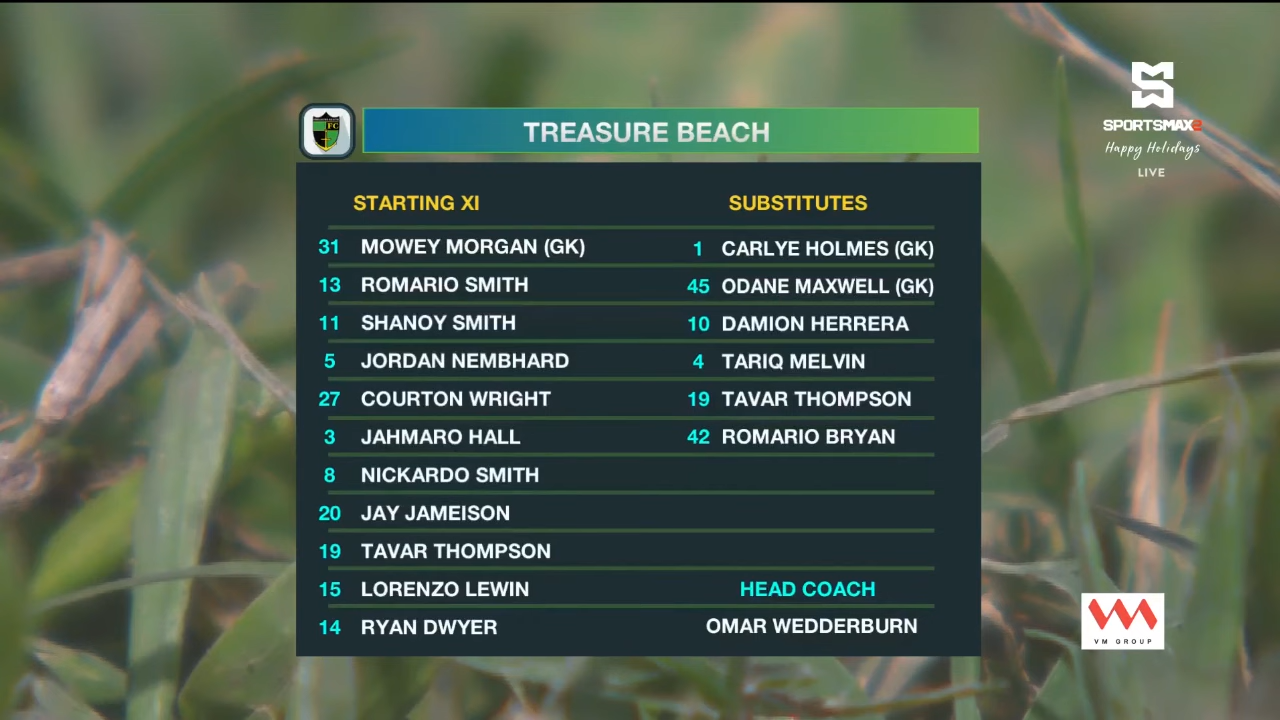 TREASURE BEACH
FC
SPORTSMAX2
Happy Holidays
LIVE
STARTING XI
31 MOWEY MORGAN (GK)
13 ROMARIO SMITH
11 SHANOY SMITH
5 JORDAN NEMBHARD
27 COURTON WRIGHT
3 JAHMARO HALL
8 NICKARDO SMITH
20 JAY JAMEISON
19 TAVAR THOMPSON
15 LORENZO LEWIN
14 RYAN DWYER
SUBSTITUTES
1 CARLYE HOLMES (GK)
45 ODANE MAXWELL (GK)
10 DAMION HERRERA
4 TARIQ MELVIN
19 TAVAR THOMPSON
42 ROMARIO BRYAN
HEAD COACH
OMAR WEDDERBURN
VM GROUP